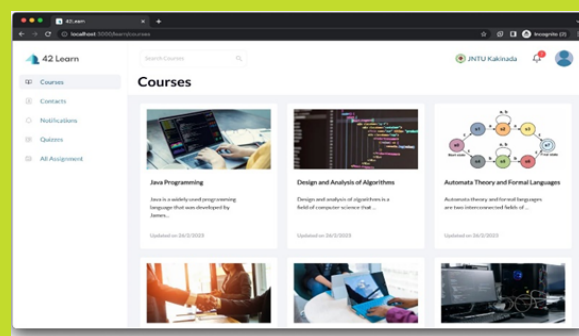 42 Learn
localhost:3000/learn/courses
Incognito (2)
42 Learn
Search Courses
JNTU Kakinada
Courses
Contacts
Notifications
Quizzes
All Assignment
Courses
Java Programming
Java is a widely used programming
language that was developed by
James...
Updated on 26/2/2023
Design and Analysis of Algorithms
Design and analysis of algorithms is a
field of computer science that ...
Updated on 26/2/2023
Automata Theory and Formal Languages
Automata theory and formal languages
are two interconnected fields of ...
Updated on 26/2/2023